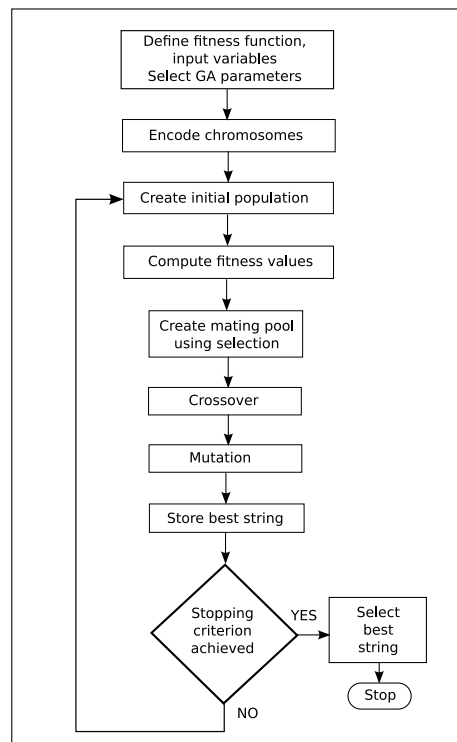 Define fitness function,
input variables
Select GA parameters
Encode chromosomes
Create initial population
Compute fitness values
Create mating pool
using selection
Crossover
Mutation
Store best string
Stopping
criterion
achieved
YES
Select
best
string
Stop
NO